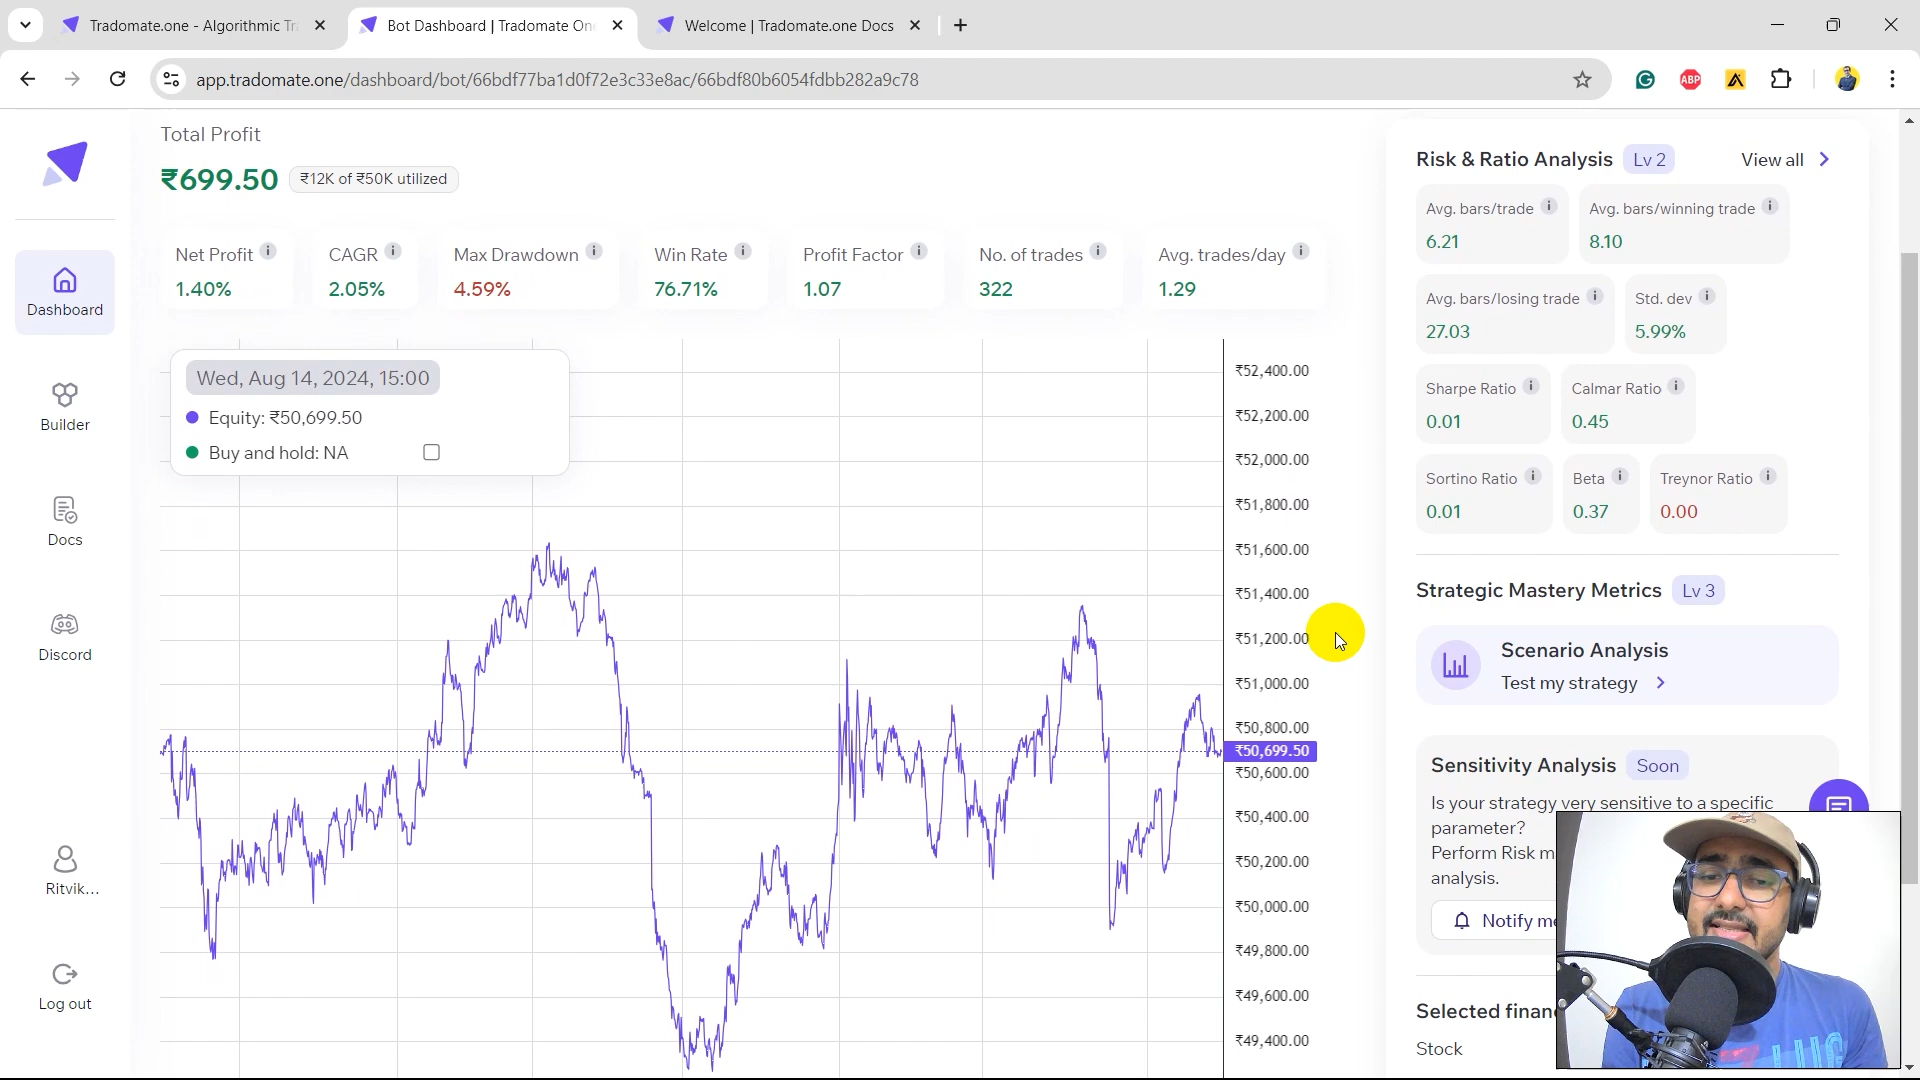 Tradomate.one - Algorithmic Tr
Bot Dashboard | Tradomate One
Welcome | Tradomate.one Docs
app.tradomate.one/dashboard/bot/66bdf77ba1d0f72e3c33e8ac/66bdf80b6054fdbb282a9c78
ABP
Dashboard
Builder
Docs
Discord
Ritvik...
Log out
Total Profit
₹699.50
₹12K of ₹50K utilized
Net Profit
1.40%
CAGR
2.05%
Max Drawdown
4.59%
Win Rate
76.71%
Profit Factor
1.07
No. of trades
322
Avg. trades/day
1.29
Wed, Aug 14, 2024, 15:00
Equity: ₹50,699.50
Buy and hold: NA
₹52,400.00
₹52,200.00
₹52,000.00
₹51,800.00
₹51,600.00
₹51,400.00
₹51,200.00
₹51,000.00
₹50,800.00
₹50,699.50
₹50,600.00
₹50,400.00
₹50,200.00
₹50,000.00
₹49,800.00
₹49,600.00
₹49,400.00
Risk & Ratio Analysis Lv 2 View all
Avg. bars/trade
6.21
Avg. bars/winning trade
8.10
Avg. bars/losing trade
27.03
Std. dev
5.99%
Sharpe Ratio
0.01
Calmar Ratio
0.45
Sortino Ratio
0.01
Beta
0.37
Treynor Ratio
0.00
Strategic Mastery Metrics Lv 3
Scenario Analysis
Test my strategy
Sensitivity Analysis Soon
Is your strategy very sensitive to a specific
parameter?
Perform Risk m
analysis.
Notify me
Selected finan
Stock